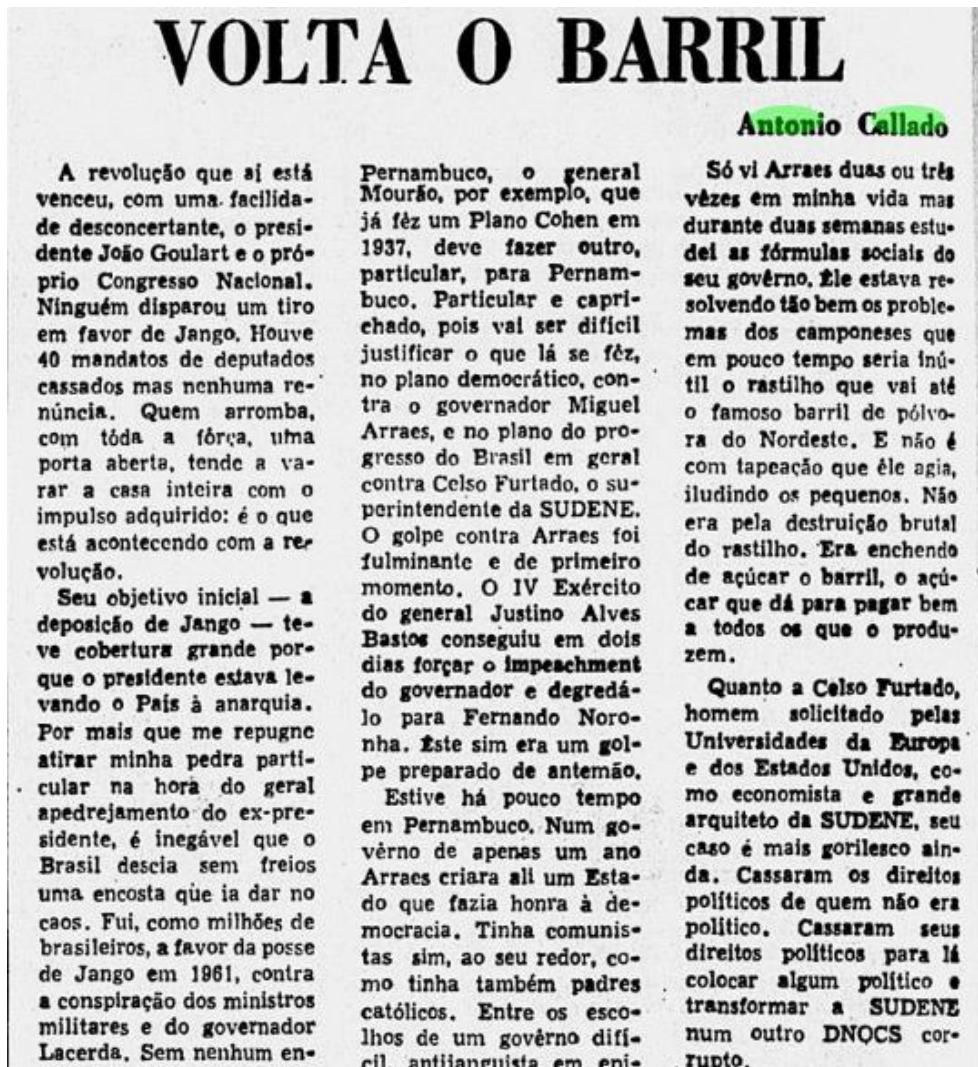 VOLTA O BARRIL
Antonio Callado
A revolução que aí está
venceu, com uma facilida-
de desconcertante, o presi-
dente João Goulart e o pró-
prio Congresso Nacional.
Ninguém disparou um tiro
em favor de Jango. Houve
40 mandatos de deputados
cassados mas nenhuma re-
núncia. Quem arromba,
com tôda a fôrça, uma
porta aberta, tende a va-
rar a casa inteira com o
impulso adquirido: é o que
está acontecendo com a re-
volução.
Seu objetivo inicial — a
deposição de Jango — te-
ve cobertura grande por-
que o presidente estava le-
vando o País à anarquia.
Por mais que me repugne
atirar minha pedra parti-
cular na hora do geral
apedrejamento do ex-pre-
sidente, é inegável que o
Brasil descia sem freios
uma encosta que ia dar no
caos. Fui, como milhões de
brasileiros, a favor da posse
de Jango em 1961, contra
a conspiração dos ministros
militares e do governador
Lacerda. Sem nenhum en-
Pernambuco, o general
Mourão, por exemplo, que
já fêz um Plano Cohen em
1937, deve fazer outro,
particular, para Pernam-
buco. Particular e capri-
chado, pois vai ser difícil
justificar o que lá se fêz,
no plano democrático, con-
tra o governador Miguel
Arraes, e no plano do pro-
gresso do Brasil em geral
contra Celso Furtado, o su-
perintendente da SUDENE.
O golpe contra Arraes foi
fulminante e de primeiro
momento. O IV Exército
do general Justino Alves
Bastos conseguiu em dois
dias forçar o impeachment
do governador e degredá-
lo para Fernando Noro-
nha. Êste sim era um gol-
pe preparado de antemão.
Estive há pouco tempo
em Pernambuco. Num go-
vêrno de apenas um ano
Arraes criara ali um Esta-
do que fazia honra à de-
mocracia. Tinha comunis-
tas sim, ao seu redor, co-
mo tinha também padres
católicos. Entre os esco-
lhos de um govêrno difí-
cil, antijanguista em epi-
Só vi Arraes duas ou três
vêzes em minha vida mas
durante duas semanas estu-
dei as fórmulas sociais do
seu govêrno. Êle estava re-
solvendo tão bem os proble-
mas dos camponeses que
em pouco tempo seria inú-
til o rastilho que vai até
o famoso barril de pólvo-
ra do Nordeste. E não é
com tapeação que êle agia,
iludindo os pequenos. Não
era pela destruição brutal
do rastilho. Era enchendo
de açúcar o barril, o açú-
car que dá para pagar bem
a todos os que o produ-
zem.
Quanto a Celso Furtado,
homem solicitado pelas
Universidades da Europa
e dos Estados Unidos, co-
mo economista e grande
arquiteto da SUDENE, seu
caso é mais gorilesco ain-
da. Cassaram os direitos
políticos de quem não era
político. Cassaram seus
direitos políticos para lá
colocar algum político e
transformar a SUDENE
num outro DNOCS cor-
rupto.